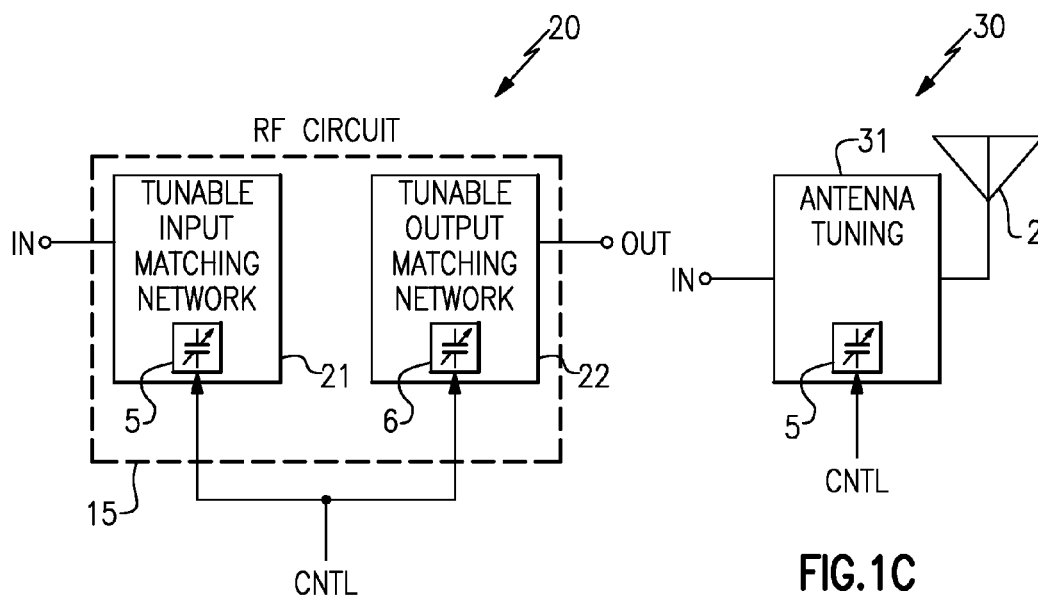 20
RF CIRCUIT
TUNABLE
INPUT
MATCHING
NETWORK
TUNABLE
OUTPUT
MATCHING
NETWORK
IN
OUT
5
21
6
22
15
CNTL
30
31
ANTENNA
TUNING
2
IN
5
CNTL
FIG.1C